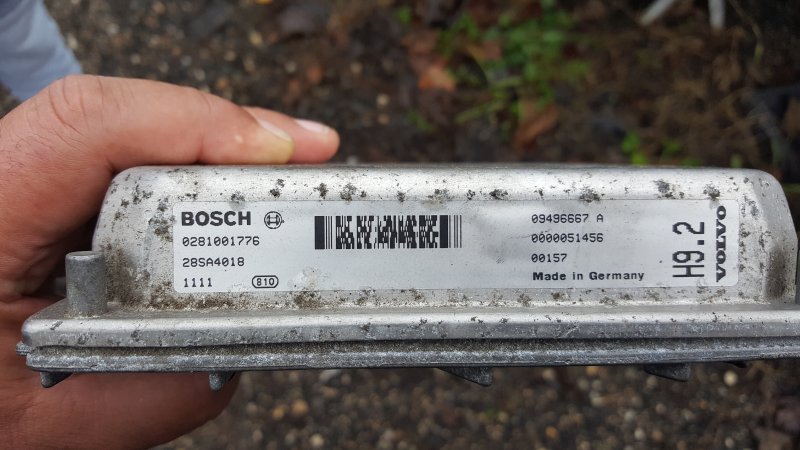 BOSCH
0281001776
28SA4018
1111 810
09496667 A
0000051456
00157
Made in Germany
H9.2
VOLVO